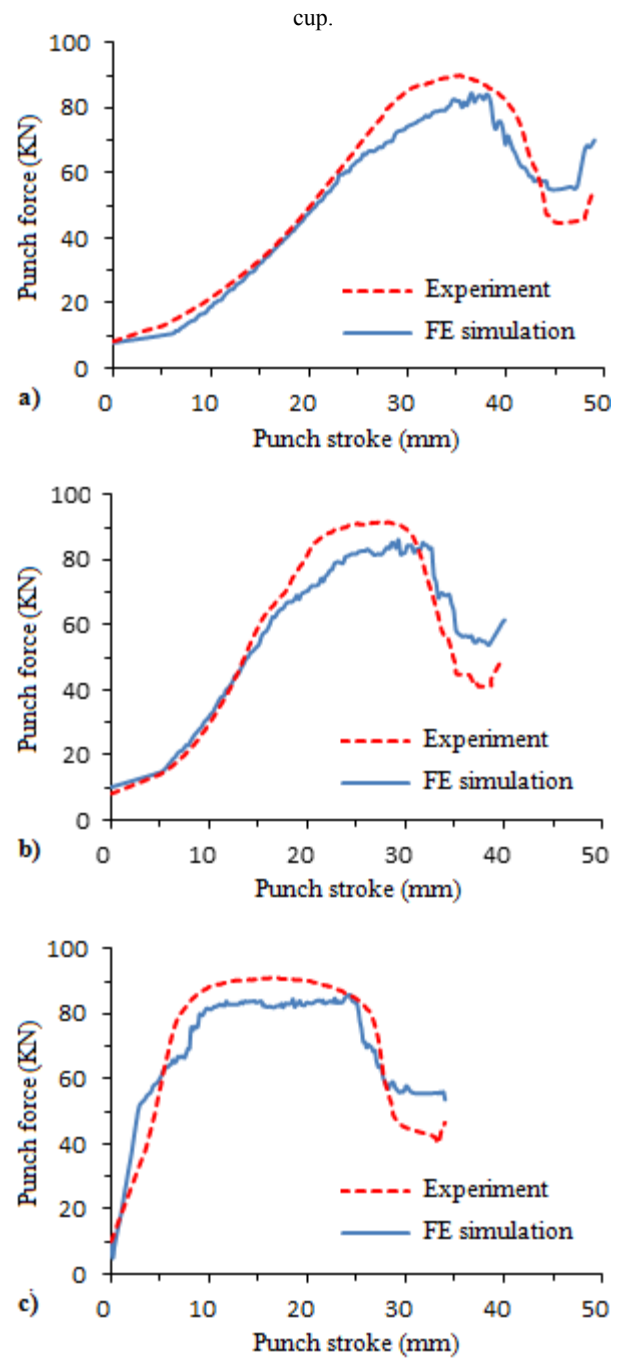 cup.
100
80
60
40
20
0
Punch force (KN)
Experiment
FE simulation
0 10 20 30 40 50
a)
Punch stroke (mm)
100
80
60
40
20
0
Punch force (KN)
Experiment
FE simulation
0 10 20 30 40 50
b)
Punch stroke (mm)
100
80
60
40
20
0
Punch force (KN)
Experiment
FE simulation
0 10 20 30 40 50
c)
Punch stroke (mm)